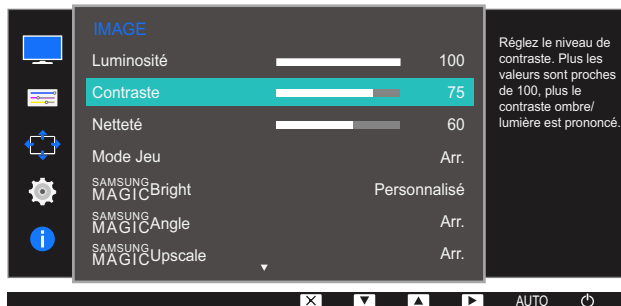 IMAGE
Luminosité 100
Contraste 75
Netteté 60
Mode Jeu Arr.
SAMSUNG MAGIC Bright Personnalisé
SAMSUNG MAGIC Angle Arr.
SAMSUNG MAGIC Upscale Arr.
Réglez le niveau de
contraste. Plus les
valeurs sont proches
de 100, plus le
contraste ombre/
lumière est prononcé.
AUTO